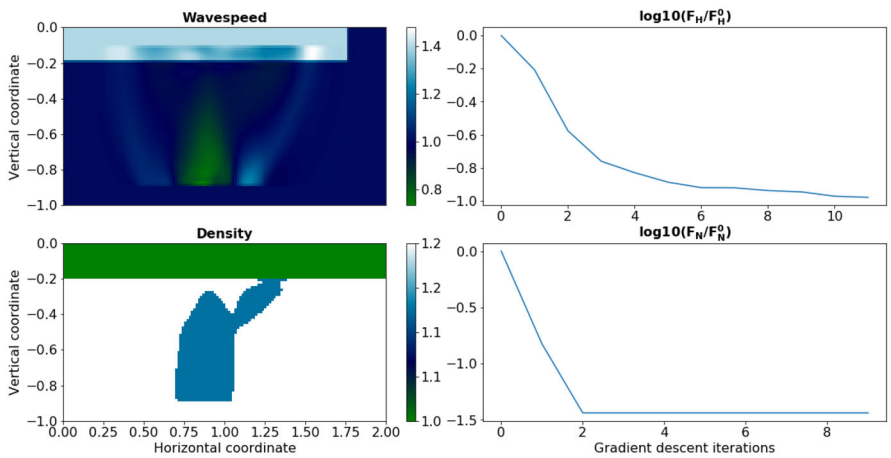 Wavespeed
Vertical coordinate
0.0
−0.2
−0.4
−0.6
−0.8
−1.0
1.4
1.2
1.0
0.8
log10(F_H/F_H^0)
0.0
−0.2
−0.4
−0.6
−0.8
−1.0
0 2 4 6 8 10
Density
Vertical coordinate
0.0
−0.2
−0.4
−0.6
−0.8
−1.0
0.00 0.25 0.50 0.75 1.00 1.25 1.50 1.75 2.00
Horizontal coordinate
1.2
1.2
1.1
1.1
1.0
log10(F_N/F_N^0)
0.0
−0.5
−1.0
−1.5
0 2 4 6 8
Gradient descent iterations